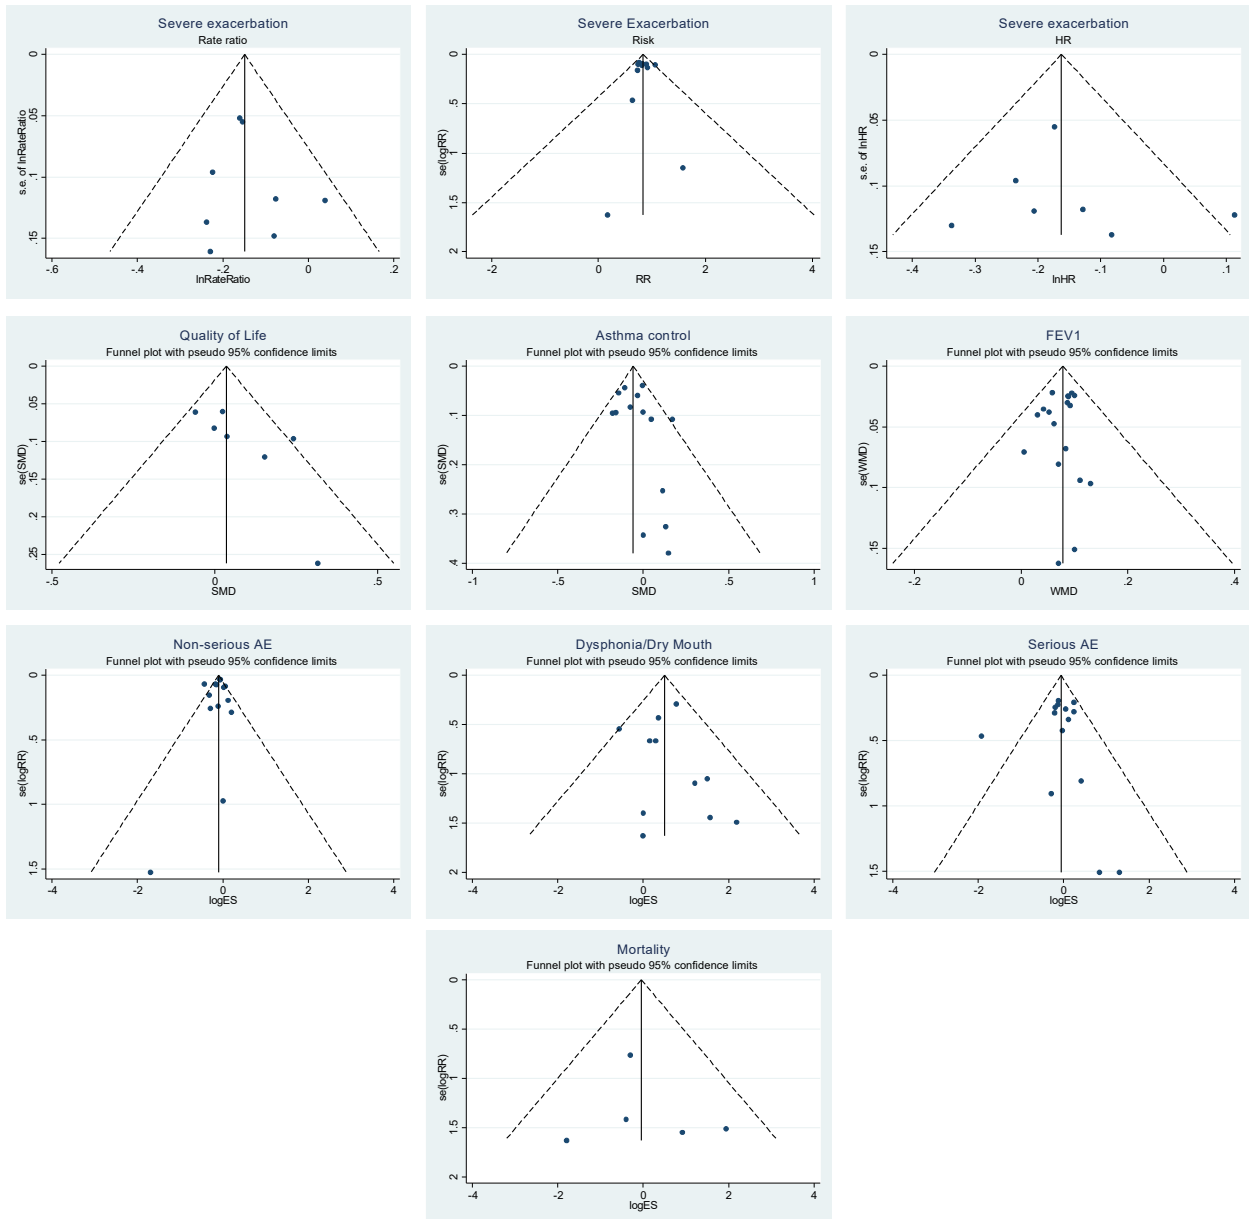 Severe exacerbation
Rate ratio
s.e. of lnRateRatio
0
.05
.1
.15
-.6
-.4
-.2
0
.2
lnRateRatio
Severe Exacerbation
Risk
se(logRR)
0
.5
1
1.5
2
-2
0
2
4
RR
Severe exacerbation
HR
s.e. of lnHR
0
.05
.1
.15
-.4
-.3
-.2
-.1
0
.1
lnHR
Quality of Life
Funnel plot with pseudo 95% confidence limits
se(SMD)
0
.05
.1
.15
.2
.25
-.5
0
.5
SMD
Asthma control
Funnel plot with pseudo 95% confidence limits
se(SMD)
0
.1
.2
.3
.4
-1
-.5
0
.5
1
SMD
FEV1
Funnel plot with pseudo 95% confidence limits
se(WMD)
0
.05
.1
.15
-.2
0
.2
.4
WMD
Non-serious AE
Funnel plot with pseudo 95% confidence limits
se(logRR)
0
.5
1
1.5
-4
-2
0
2
4
logES
Dysphonia/Dry Mouth
Funnel plot with pseudo 95% confidence limits
se(logRR)
0
.5
1
1.5
2
-4
-2
0
2
4
logES
Serious AE
Funnel plot with pseudo 95% confidence limits
se(logRR)
0
.5
1
1.5
-4
-2
0
2
4
logES
Mortality
Funnel plot with pseudo 95% confidence limits
se(logRR)
0
.5
1
1.5
2
-4
-2
0
2
4
logES